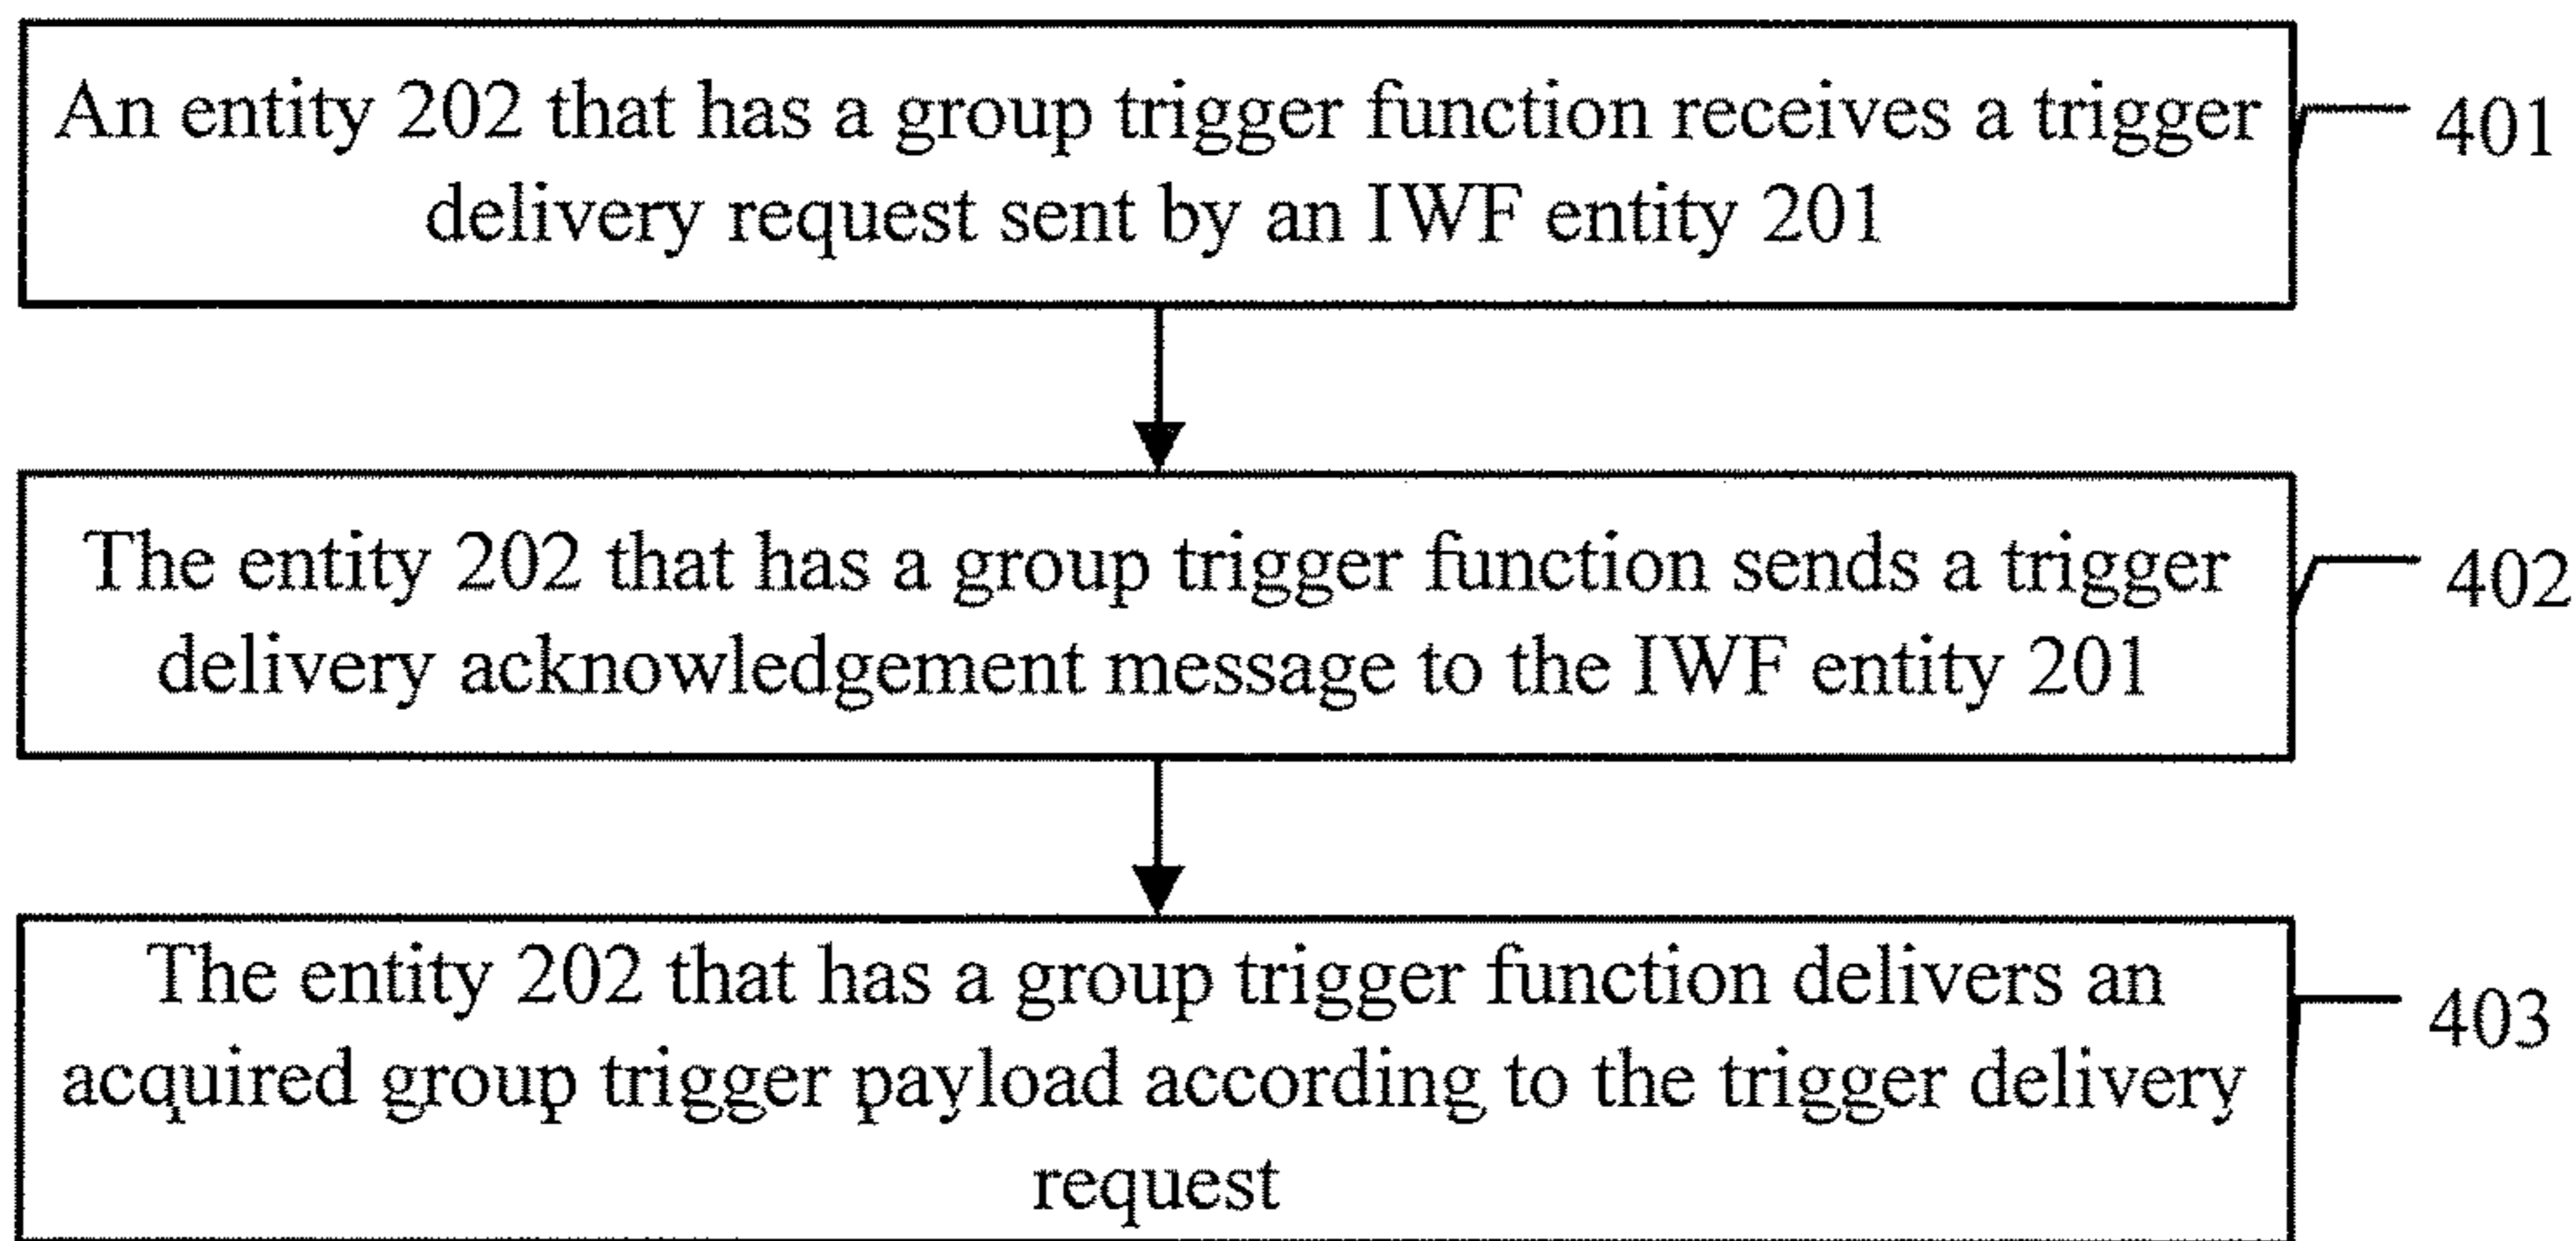 An entity 202 that has a group trigger function receives a trigger
delivery request sent by an IWF entity 201
401
The entity 202 that has a group trigger function sends a trigger
delivery acknowledgement message to the IWF entity 201
402
The entity 202 that has a group trigger function delivers an
acquired group trigger payload according to the trigger delivery
request
403